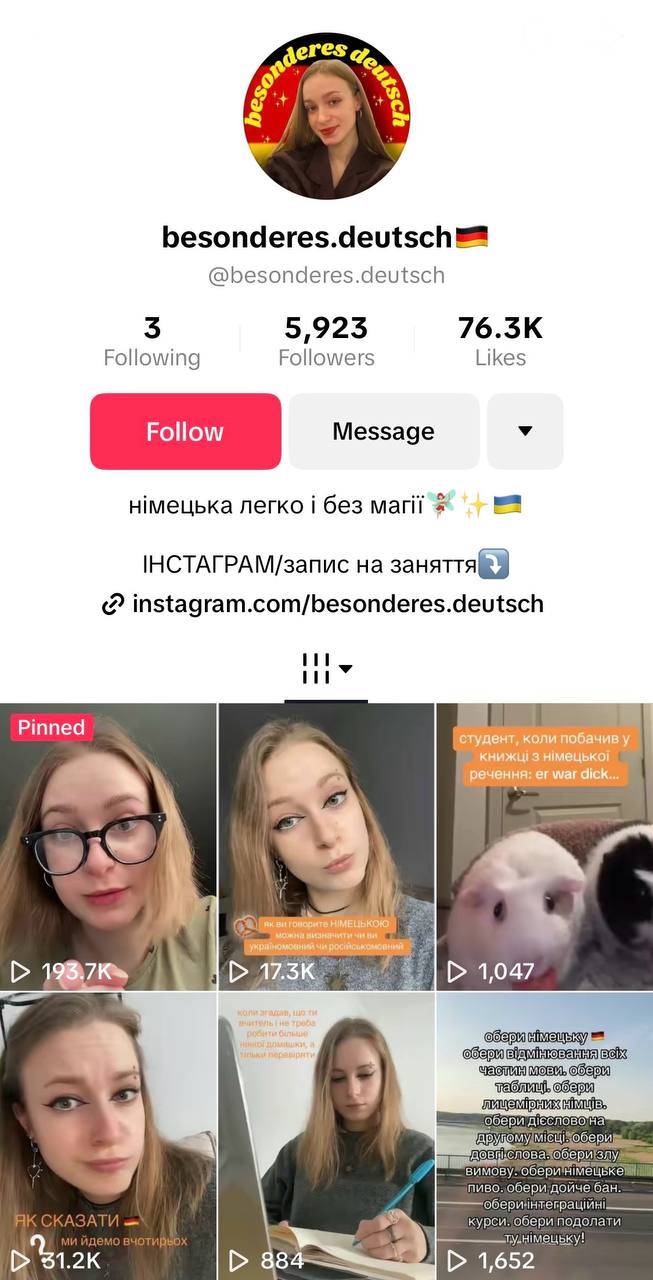 besonderes deutsch
besonderes.deutsch🇩🇪
@besonderes.deutsch
3
Following
5,923
Followers
76.3K
Likes
Follow
Message
німецька легко і без магії🧚✨🇺🇦
ІНСТАГРАМ/запис на заняття⤵️
instagram.com/besonderes.deutsch
Pinned
193.7K
як ви говорите НІМЕЦЬКОЮ
можна визначити чи ви
україномовний чи російськомовний
17.3K
студент, коли побачив у
книжці з німецької
речення: er war dick...
1,047
ЯК СКАЗАТИ 🇩🇪
ми йдемо вчотирьох
31.2K
коли згадав, що ти
вчитель і не треба
робити більше
ніякої домашки, а
тільки перевіряти
884
обери німецьку 🇩🇪
обери відмінювання всіх
частин мови. обери
таблиці. обери
лицемірних німців.
обери дієслово на
другому місці. обери
довгі слова. обери злу
вимову. обери німецьке
пиво. обери дойче бан.
обери інтеграційні
курси. обери подолати
ту німецьку!
1,652